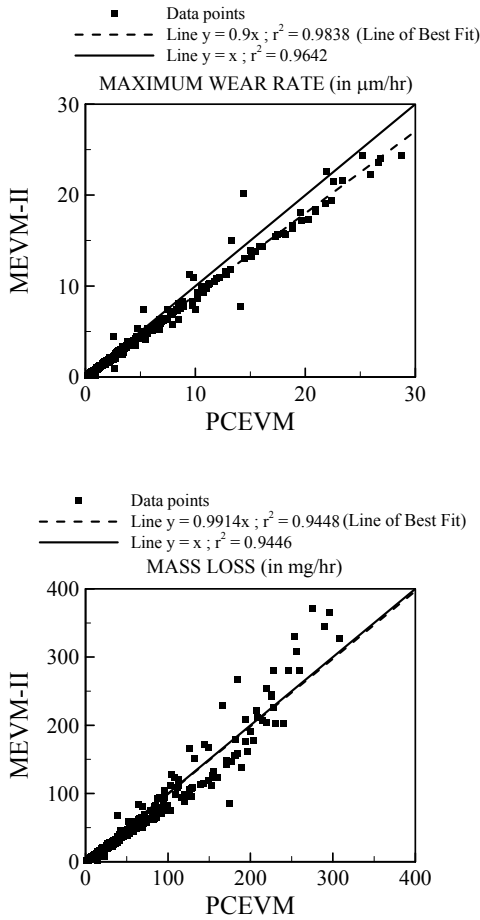 Data points
Line y = 0.9x ; r² = 0.9838 (Line of Best Fit)
Line y = x ; r² = 0.9642
MAXIMUM WEAR RATE (in μm/hr)
30
20
10
0
MEVM-II
0 10 20 30
PCEVM
Data points
Line y = 0.9914x ; r² = 0.9448 (Line of Best Fit)
Line y = x ; r² = 0.9446
MASS LOSS (in mg/hr)
400
300
200
100
0
MEVM-II
0 100 200 300 400
PCEVM